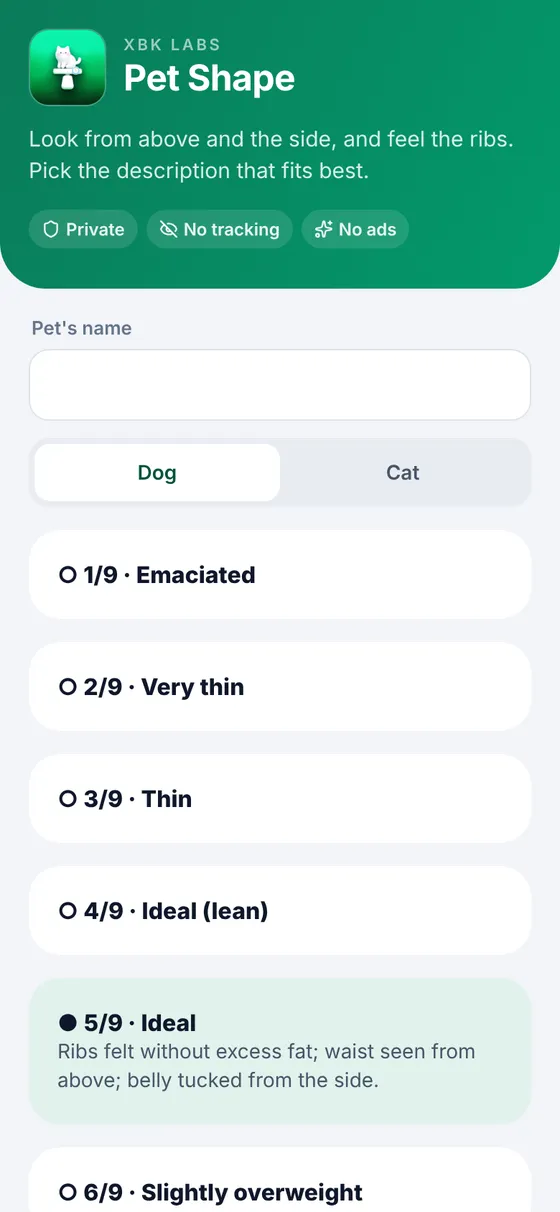 XBK LABS
Pet Shape
Look from above and the side, and feel the ribs.
Pick the description that fits best.
Private
No tracking
No ads
Pet's name
Dog
Cat
1/9 · Emaciated
2/9 · Very thin
3/9 · Thin
4/9 · Ideal (lean)
5/9 · Ideal
Ribs felt without excess fat; waist seen from
above; belly tucked from the side.
6/9 · Slightly overweight